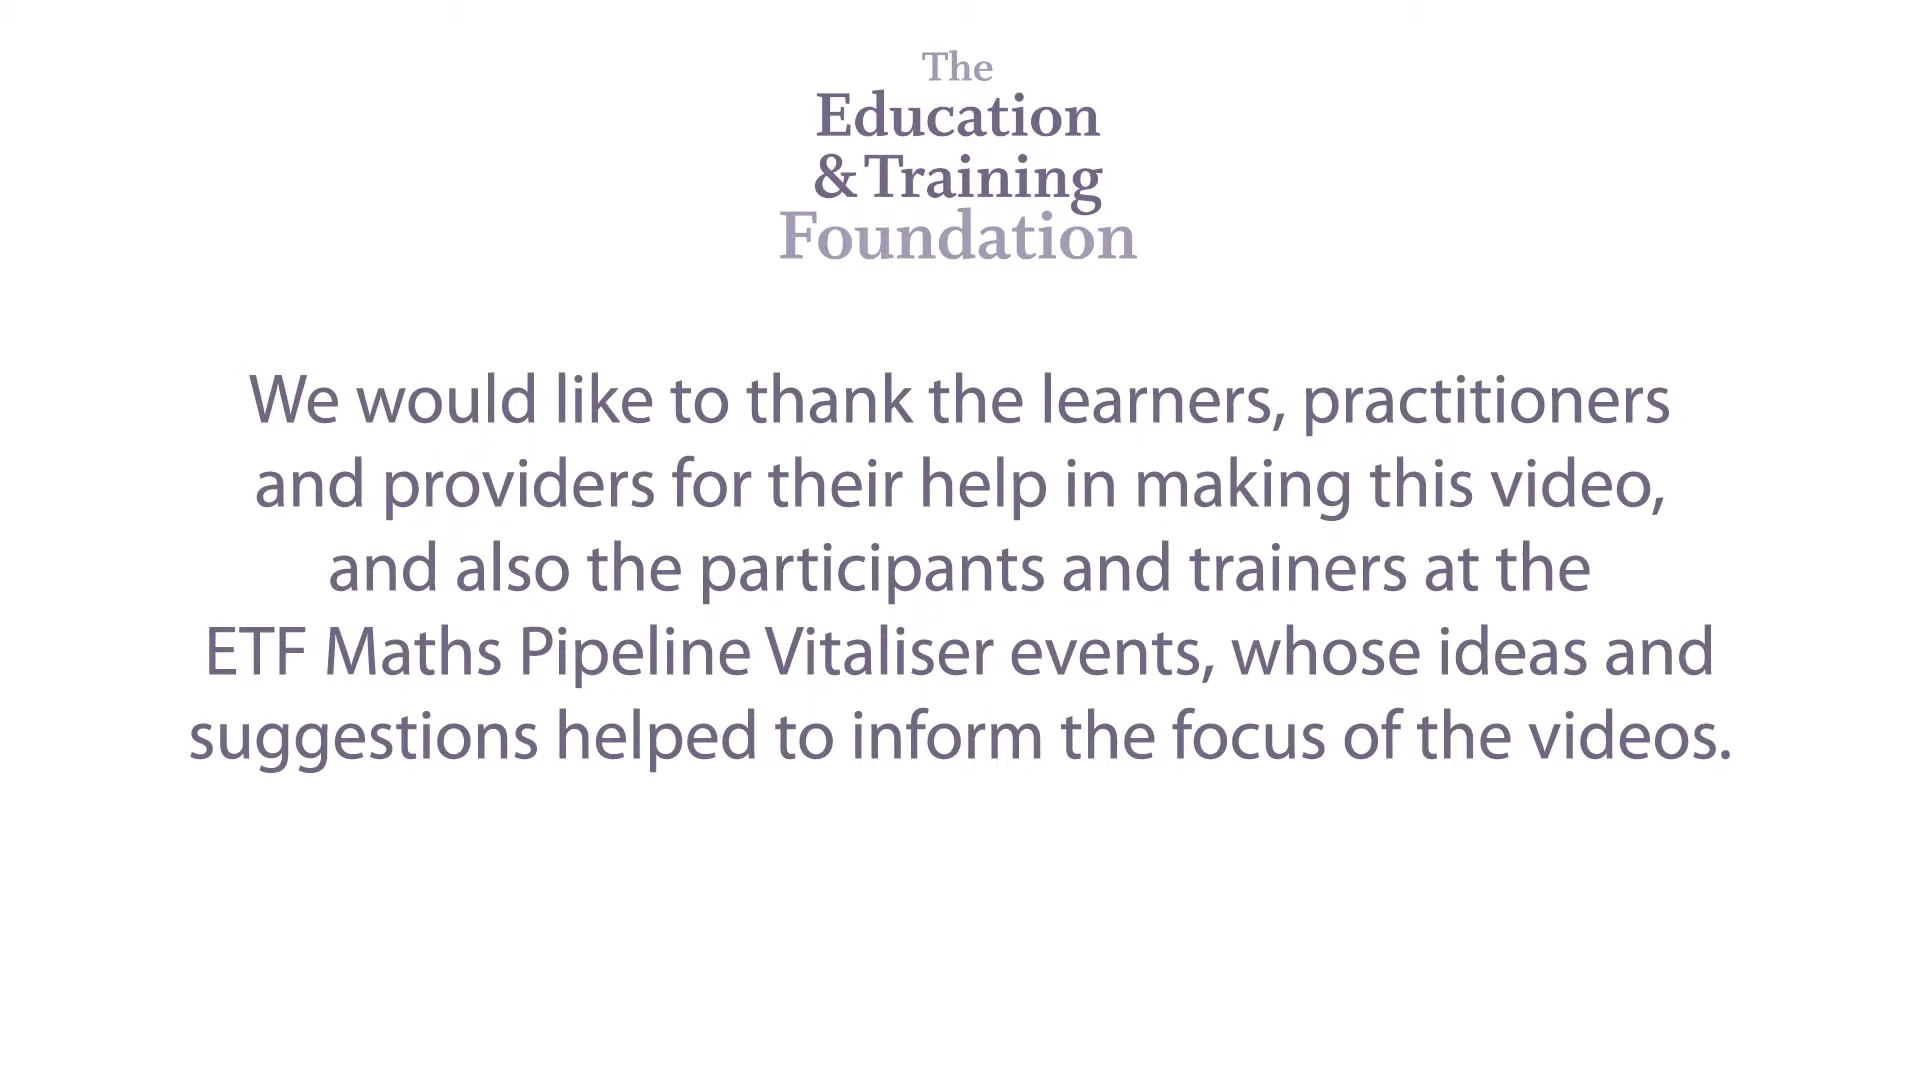 The
Education
& Training
Foundation
We would like to thank the learners, practitioners
and providers for their help in making this video,
and also the participants and trainers at the
ETF Maths Pipeline Vitaliser events, whose ideas and
suggestions helped to inform the focus of the videos.